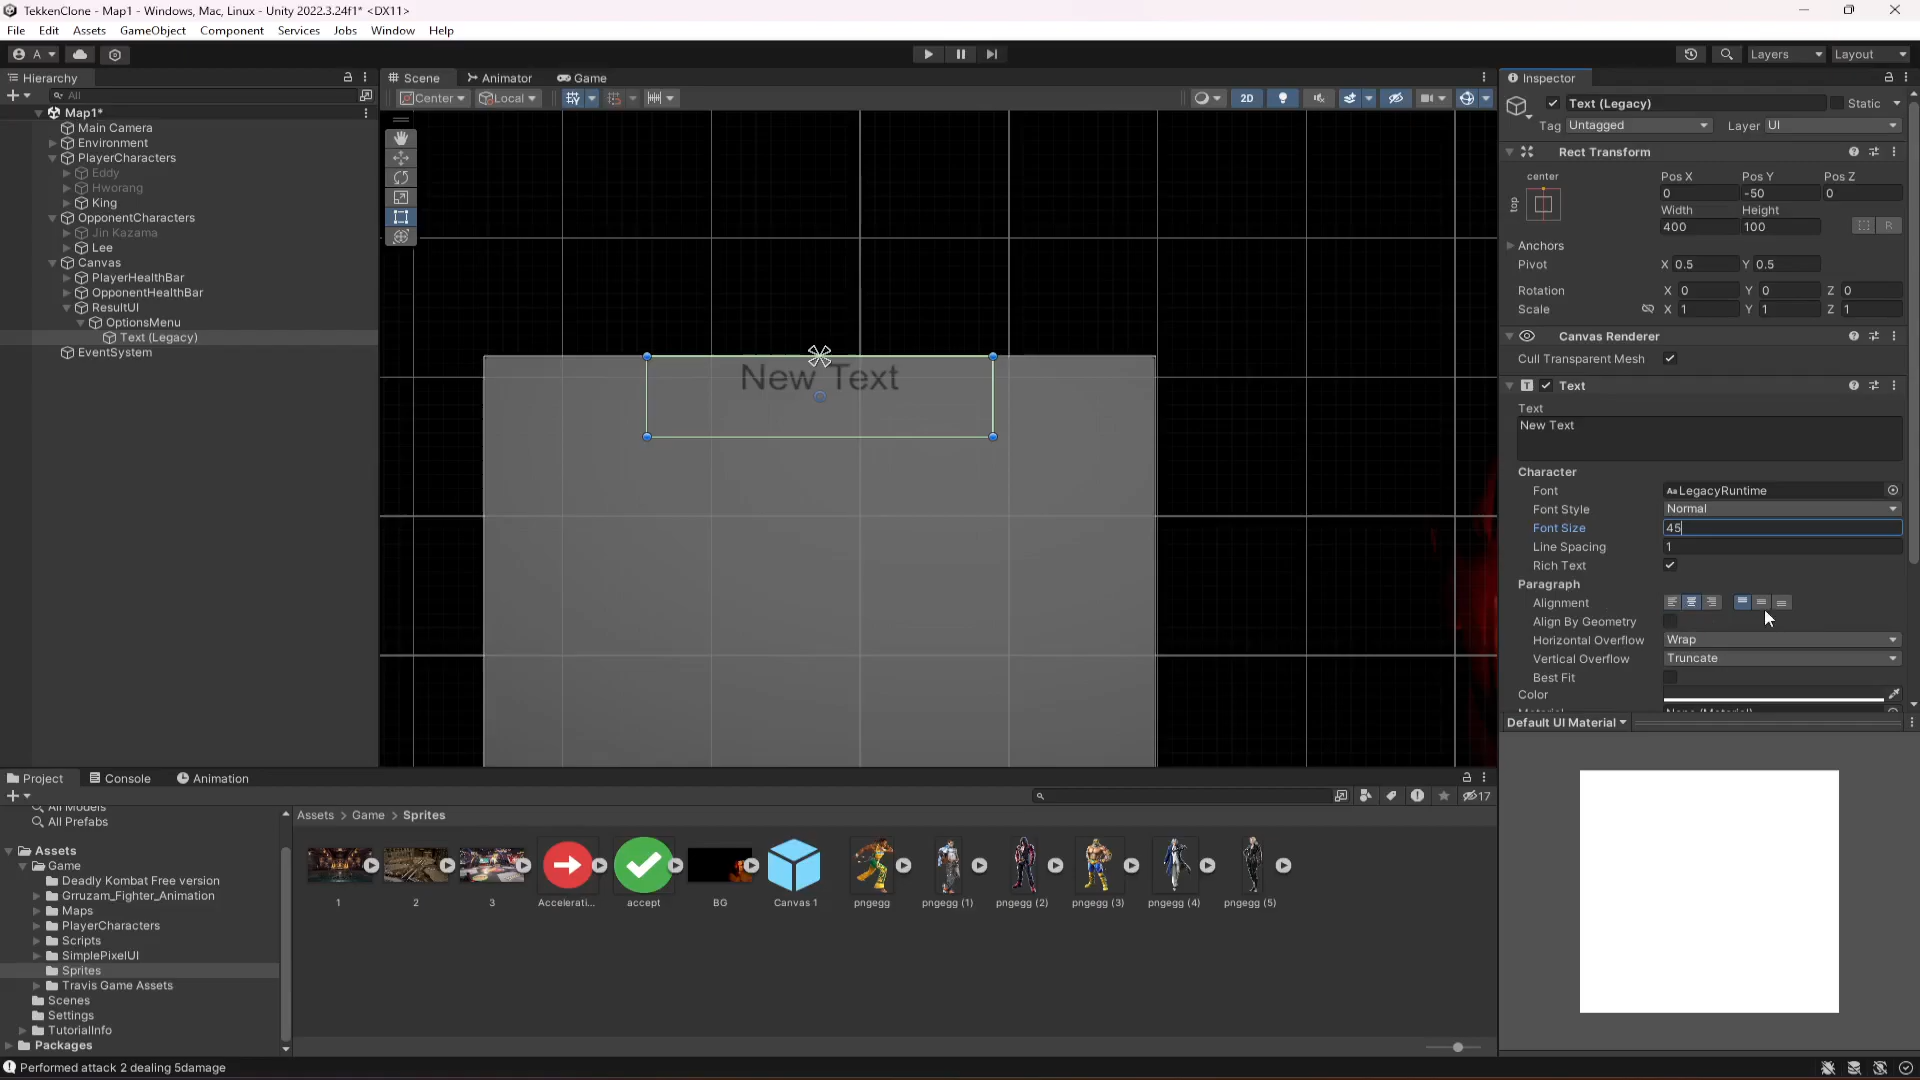 TekkenClone - Map1 - Windows, Mac, Linux - Unity 2022.3.24f1* <DX11>
File Edit Assets GameObject Component Services Jobs Window Help
A Layers Layout
Hierarchy
All
Map1*
Main Camera
Environment
PlayerCharacters
Eddy
Hworang
King
OpponentCharacters
Jin Kazama
Lee
Canvas
PlayerHealthBar
OpponentHealthBar
ResultUI
OptionsMenu
Text (Legacy)
EventSystem
Scene Animator Game
Center Local 2D
New Text
Inspector
Text (Legacy) Static
Tag Untagged Layer UI
Rect Transform
center Pos X Pos Y Pos Z
top 0 -50 0
Width Height
400 100 R
Anchors
Pivot X 0.5 Y 0.5
Rotation X 0 Y 0 Z 0
Scale X 1 Y 1 Z 1
Canvas Renderer
Cull Transparent Mesh
Text
Text
New Text
Character
Font Aa LegacyRuntime
Font Style Normal
Font Size 45
Line Spacing 1
Rich Text
Paragraph
Alignment
Align By Geometry
Horizontal Overflow Wrap
Vertical Overflow Truncate
Best Fit
Color
Material None (Material)
Default UI Material
Project Console Animation
17
All Models
All Prefabs
Assets
Game
Deadly Kombat Free version
Grruzam_Fighter_Animation
Maps
PlayerCharacters
Scripts
SimplePixelUI
Sprites
Travis Game Assets
Scenes
Settings
TutorialInfo
Packages
Assets > Game > Sprites
1 2 3 Accelerati... accept BG Canvas 1 pngegg pngegg (1) pngegg (2) pngegg (3) pngegg (4) pngegg (5)
Performed attack 2 dealing 5damage